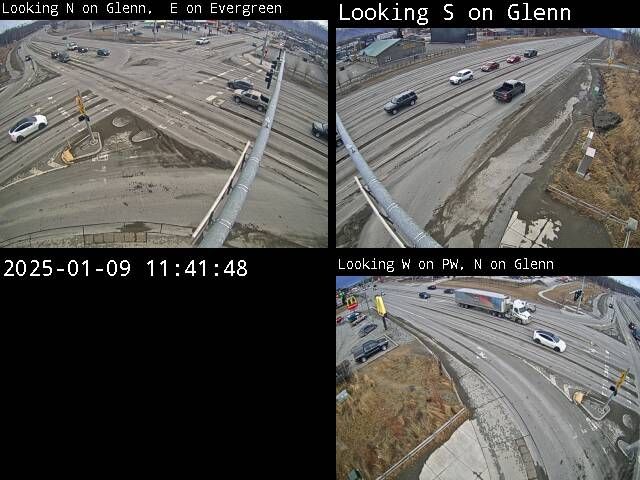 Looking N on Glenn,  E on Evergreen
Looking S on Glenn
2025-01-09 11:41:48
Looking W on PW, N on Glenn